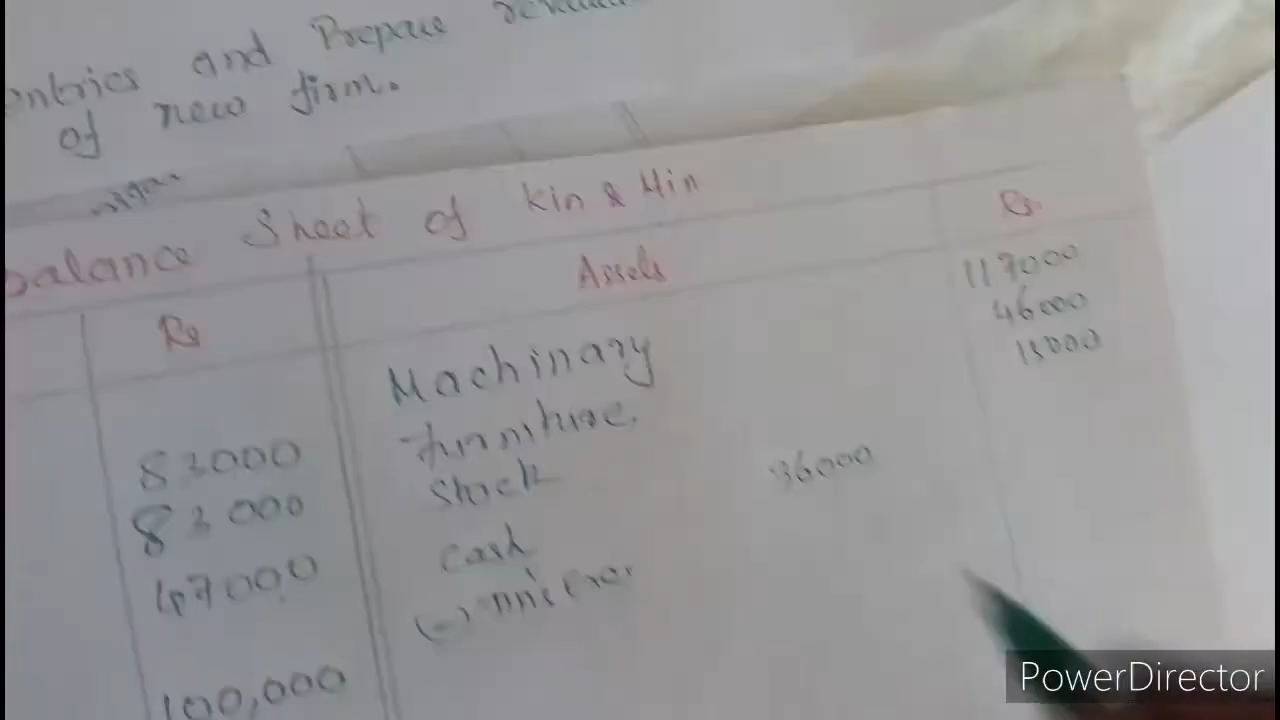 entries and Prepare
of new firm.
balance Sheet of Kin & Min
Rs Assets Rs
Machinary 117000
83000 furniture 46000
83000 Stock 15000
47000 cash 36000
(-)
100,000
PowerDirector